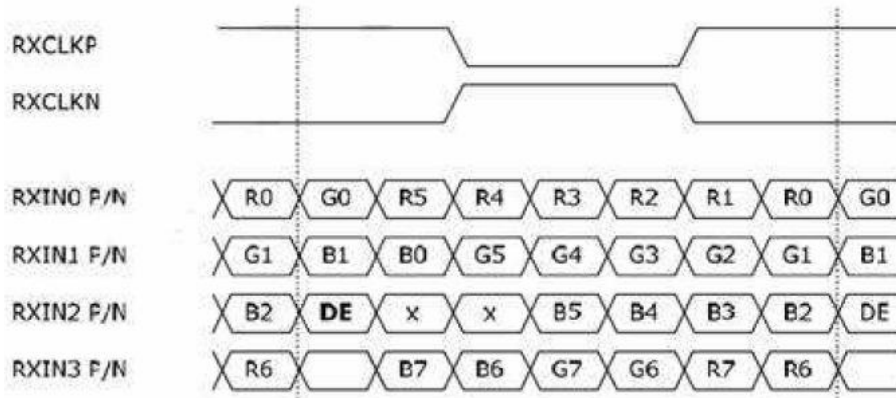 RXCLKP
RXCLKN
RXIN0 P/N R0 G0 R5 R4 R3 R2 R1 R0 G0
RXIN1 P/N G1 B1 B0 G5 G4 G3 G2 G1 B1
RXIN2 P/N B2 DE x x B5 B4 B3 B2 DE
RXIN3 P/N R6 B7 B6 G7 G6 R7 R6